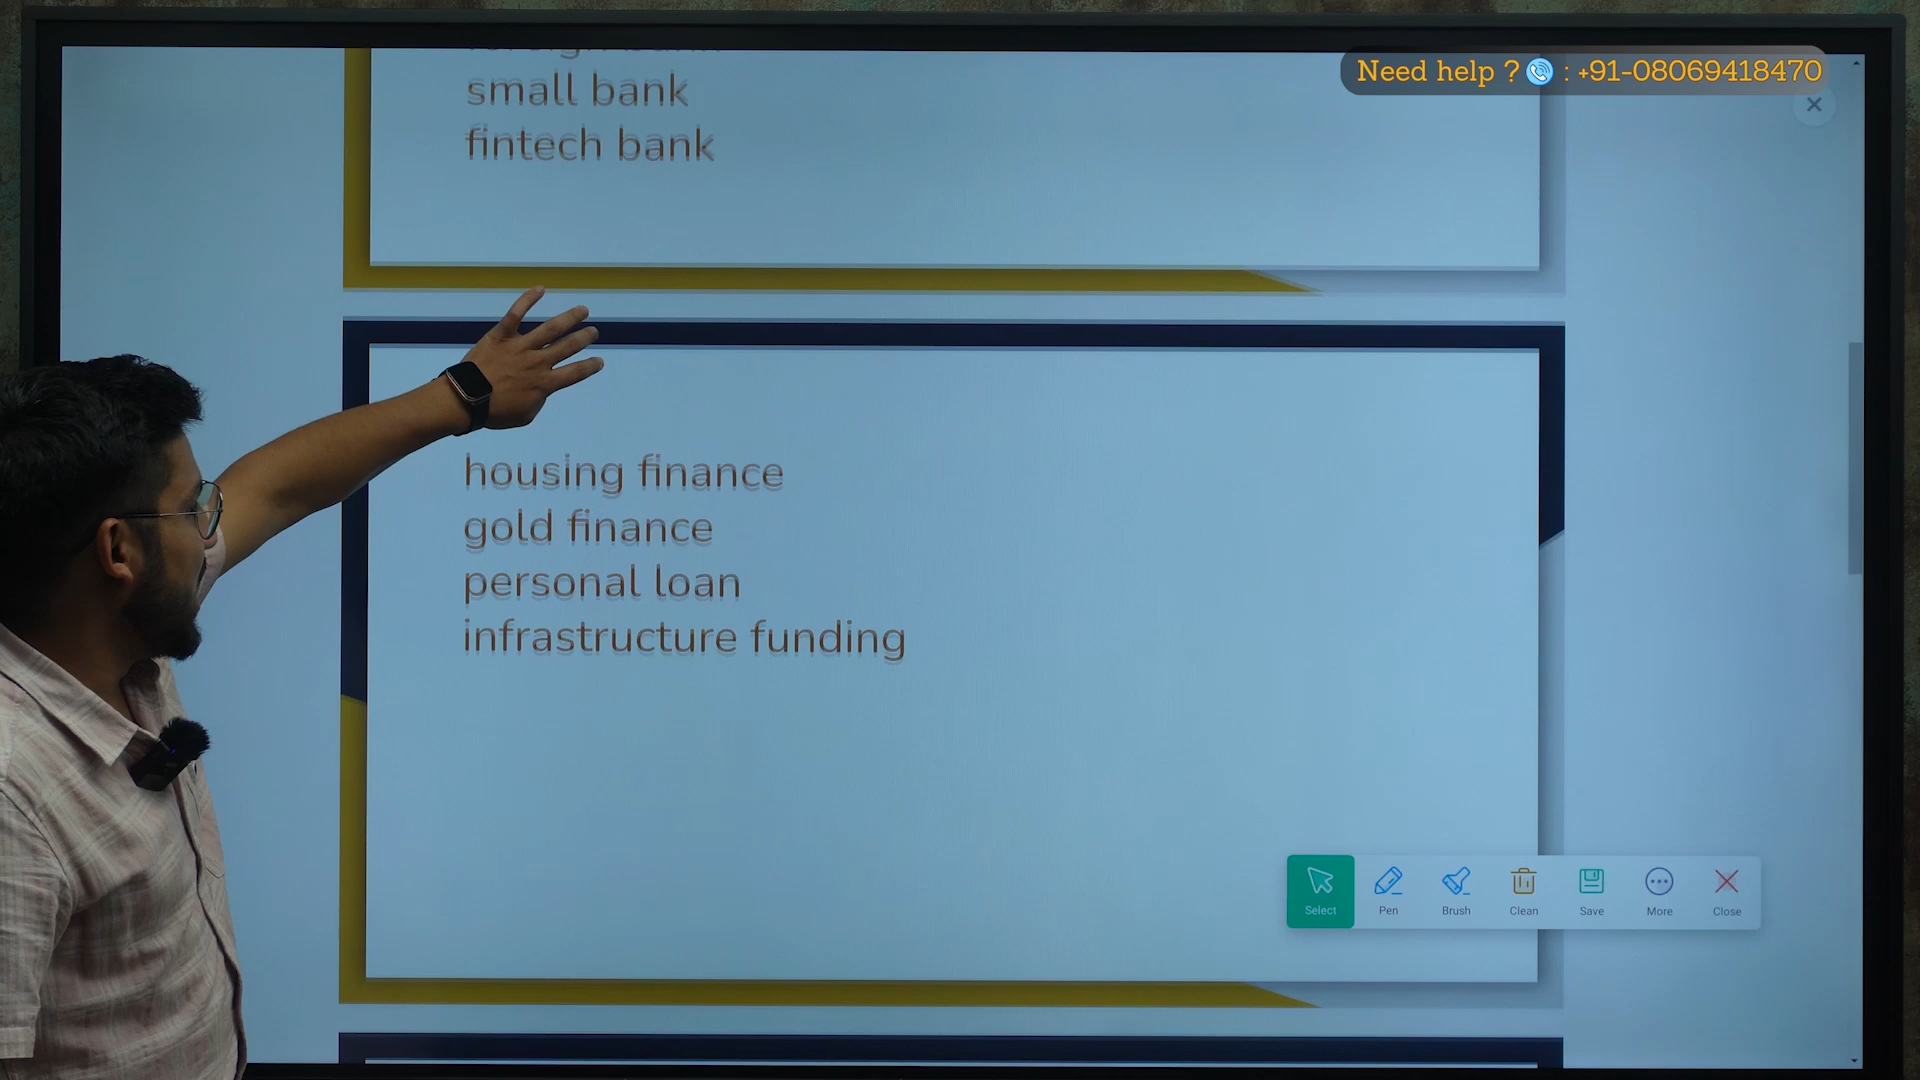 Need help ? : +91-08069418470
small bank
fintech bank
housing finance
gold finance
personal loan
infrastructure funding
Select Pen Brush Clean Save More Close